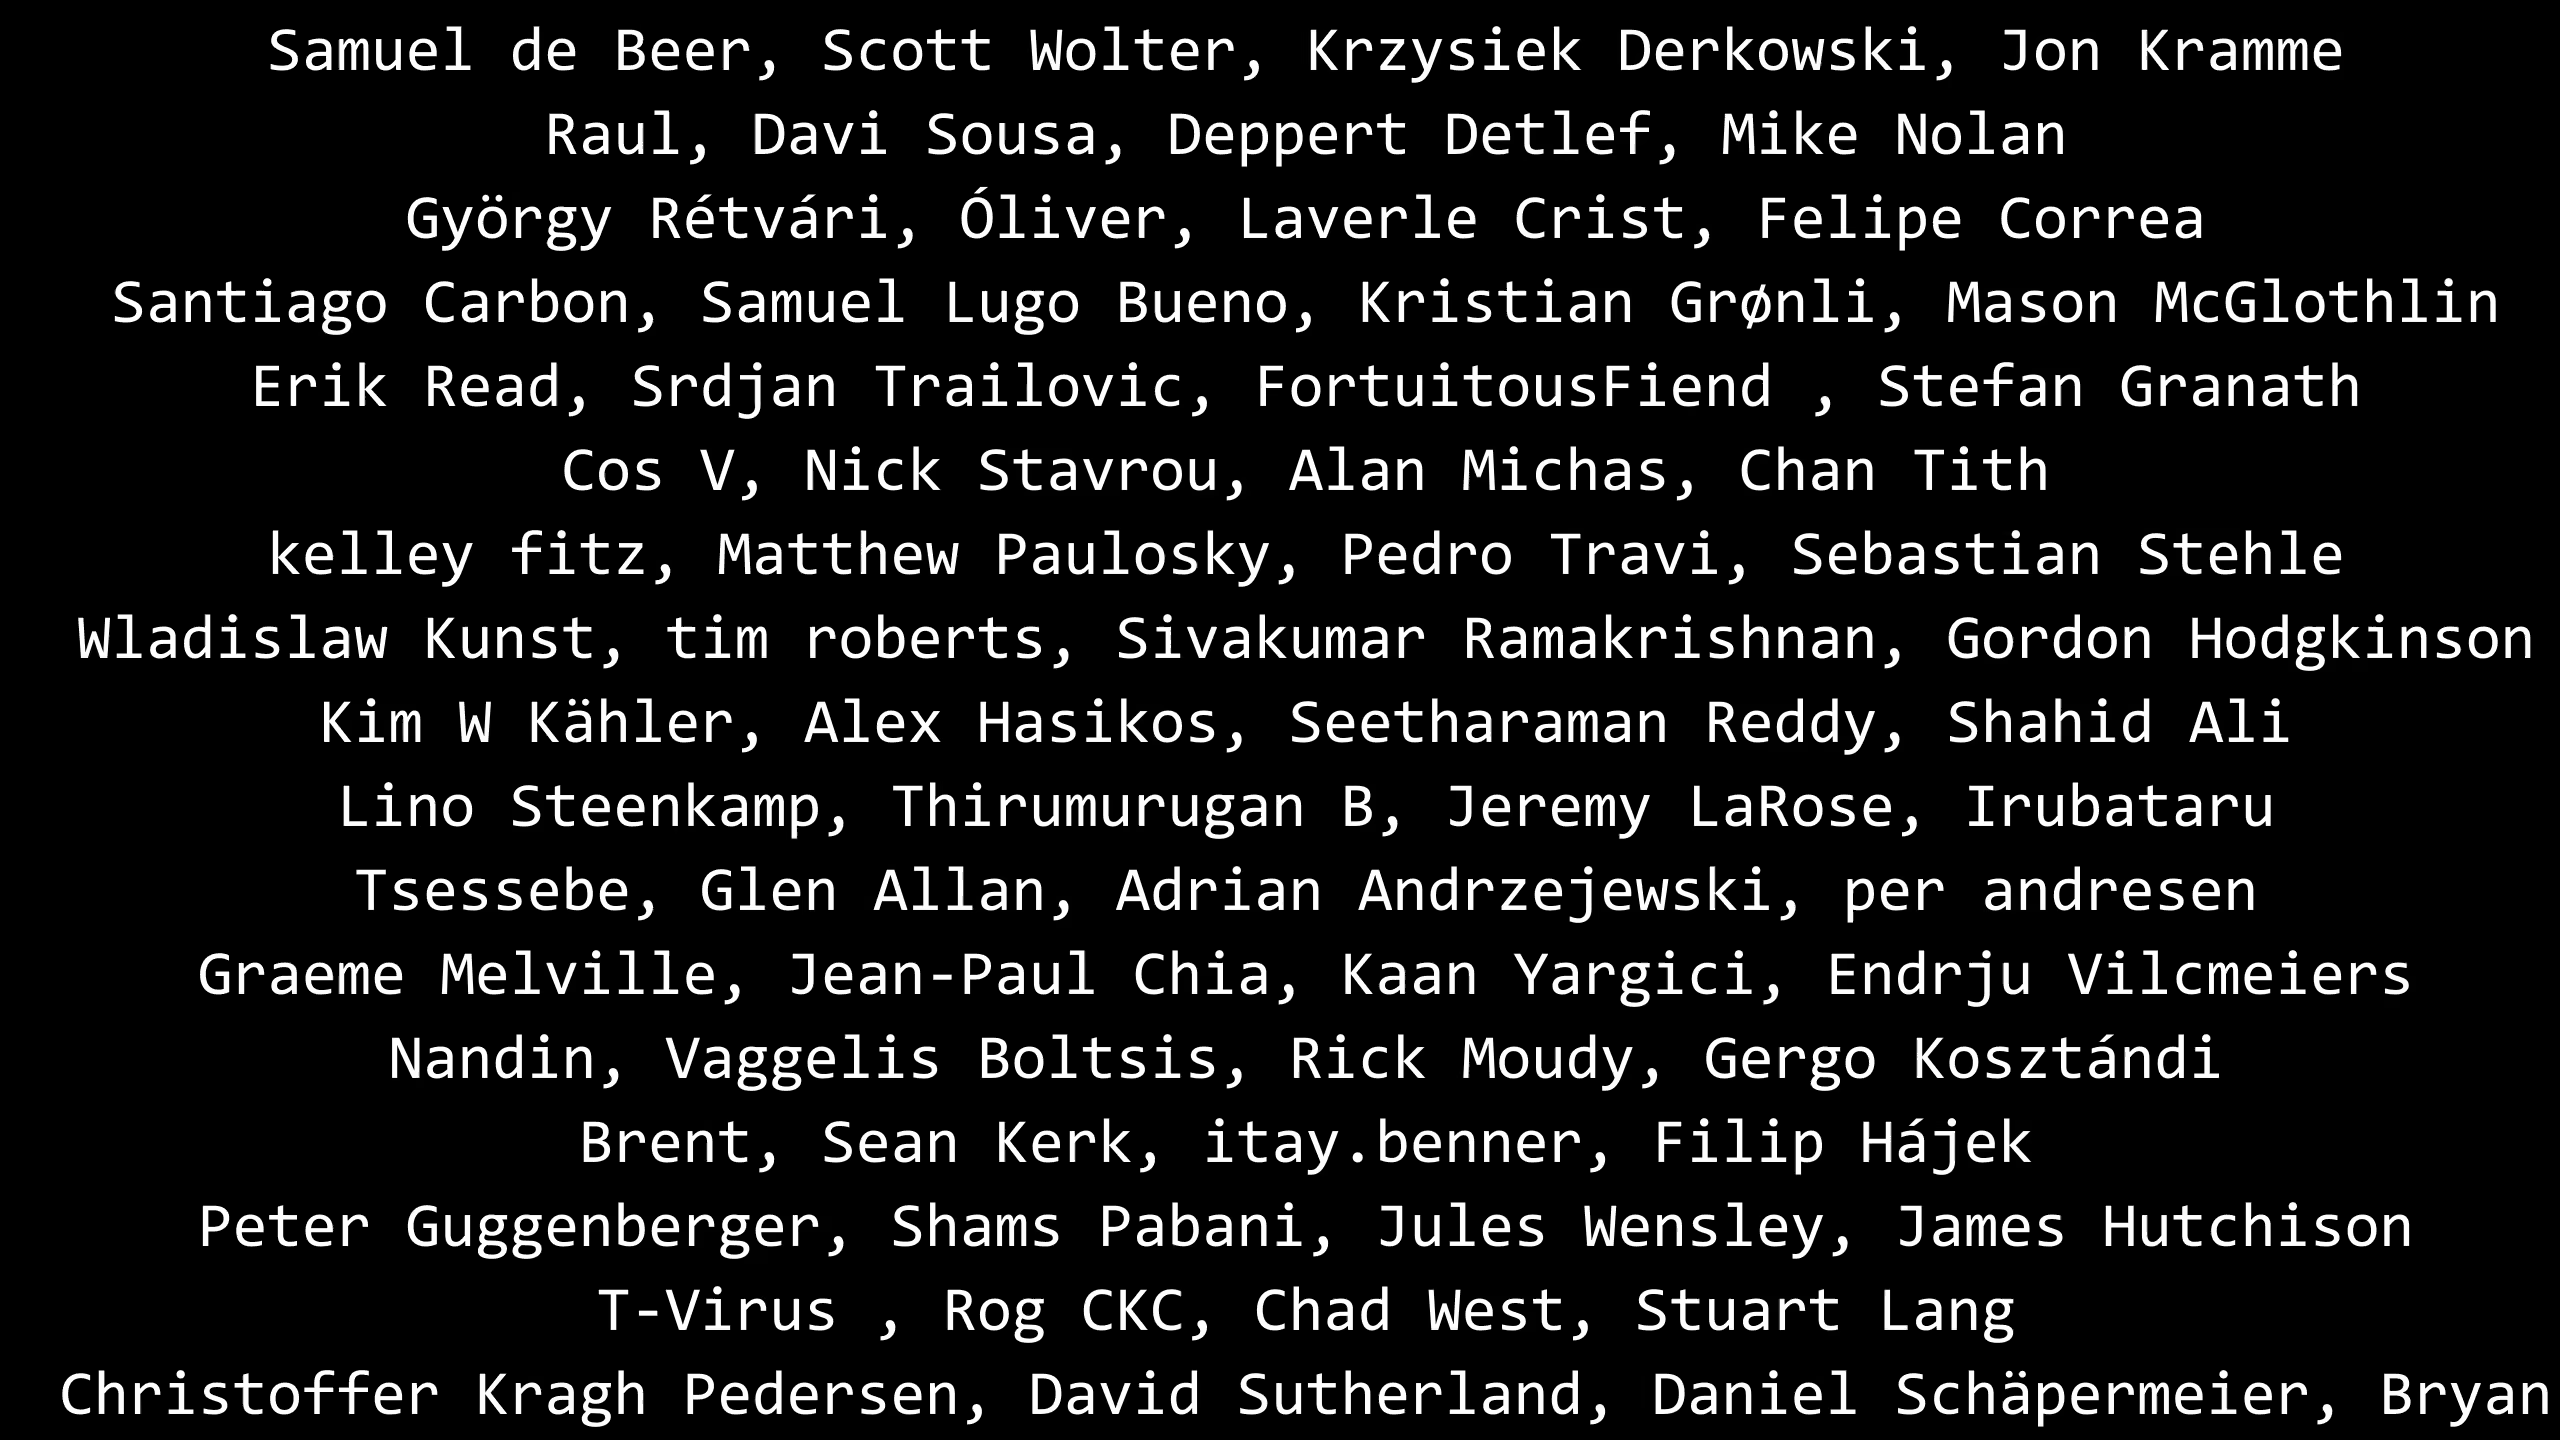 Samuel de Beer, Scott Wolter, Krzysiek Derkowski, Jon Kramme
Raul, Davi Sousa, Deppert Detlef, Mike Nolan
György Rétvári, Óliver, Laverle Crist, Felipe Correa
Santiago Carbon, Samuel Lugo Bueno, Kristian Grønli, Mason McGlothlin
Erik Read, Srdjan Trailovic, FortuitousFiend , Stefan Granath
Cos V, Nick Stavrou, Alan Michas, Chan Tith
kelley fitz, Matthew Paulosky, Pedro Travi, Sebastian Stehle
Wladislaw Kunst, tim roberts, Sivakumar Ramakrishnan, Gordon Hodgkinson
Kim W Kähler, Alex Hasikos, Seetharaman Reddy, Shahid Ali
Lino Steenkamp, Thirumurugan B, Jeremy LaRose, Irubataru
Tsessebe, Glen Allan, Adrian Andrzejewski, per andresen
Graeme Melville, Jean-Paul Chia, Kaan Yargici, Endrju Vilcmeiers
Nandin, Vaggelis Boltsis, Rick Moudy, Gergo Kosztándi
Brent, Sean Kerk, itay.benner, Filip Hájek
Peter Guggenberger, Shams Pabani, Jules Wensley, James Hutchison
T-Virus , Rog CKC, Chad West, Stuart Lang
Christoffer Kragh Pedersen, David Sutherland, Daniel Schäpermeier, Bryan